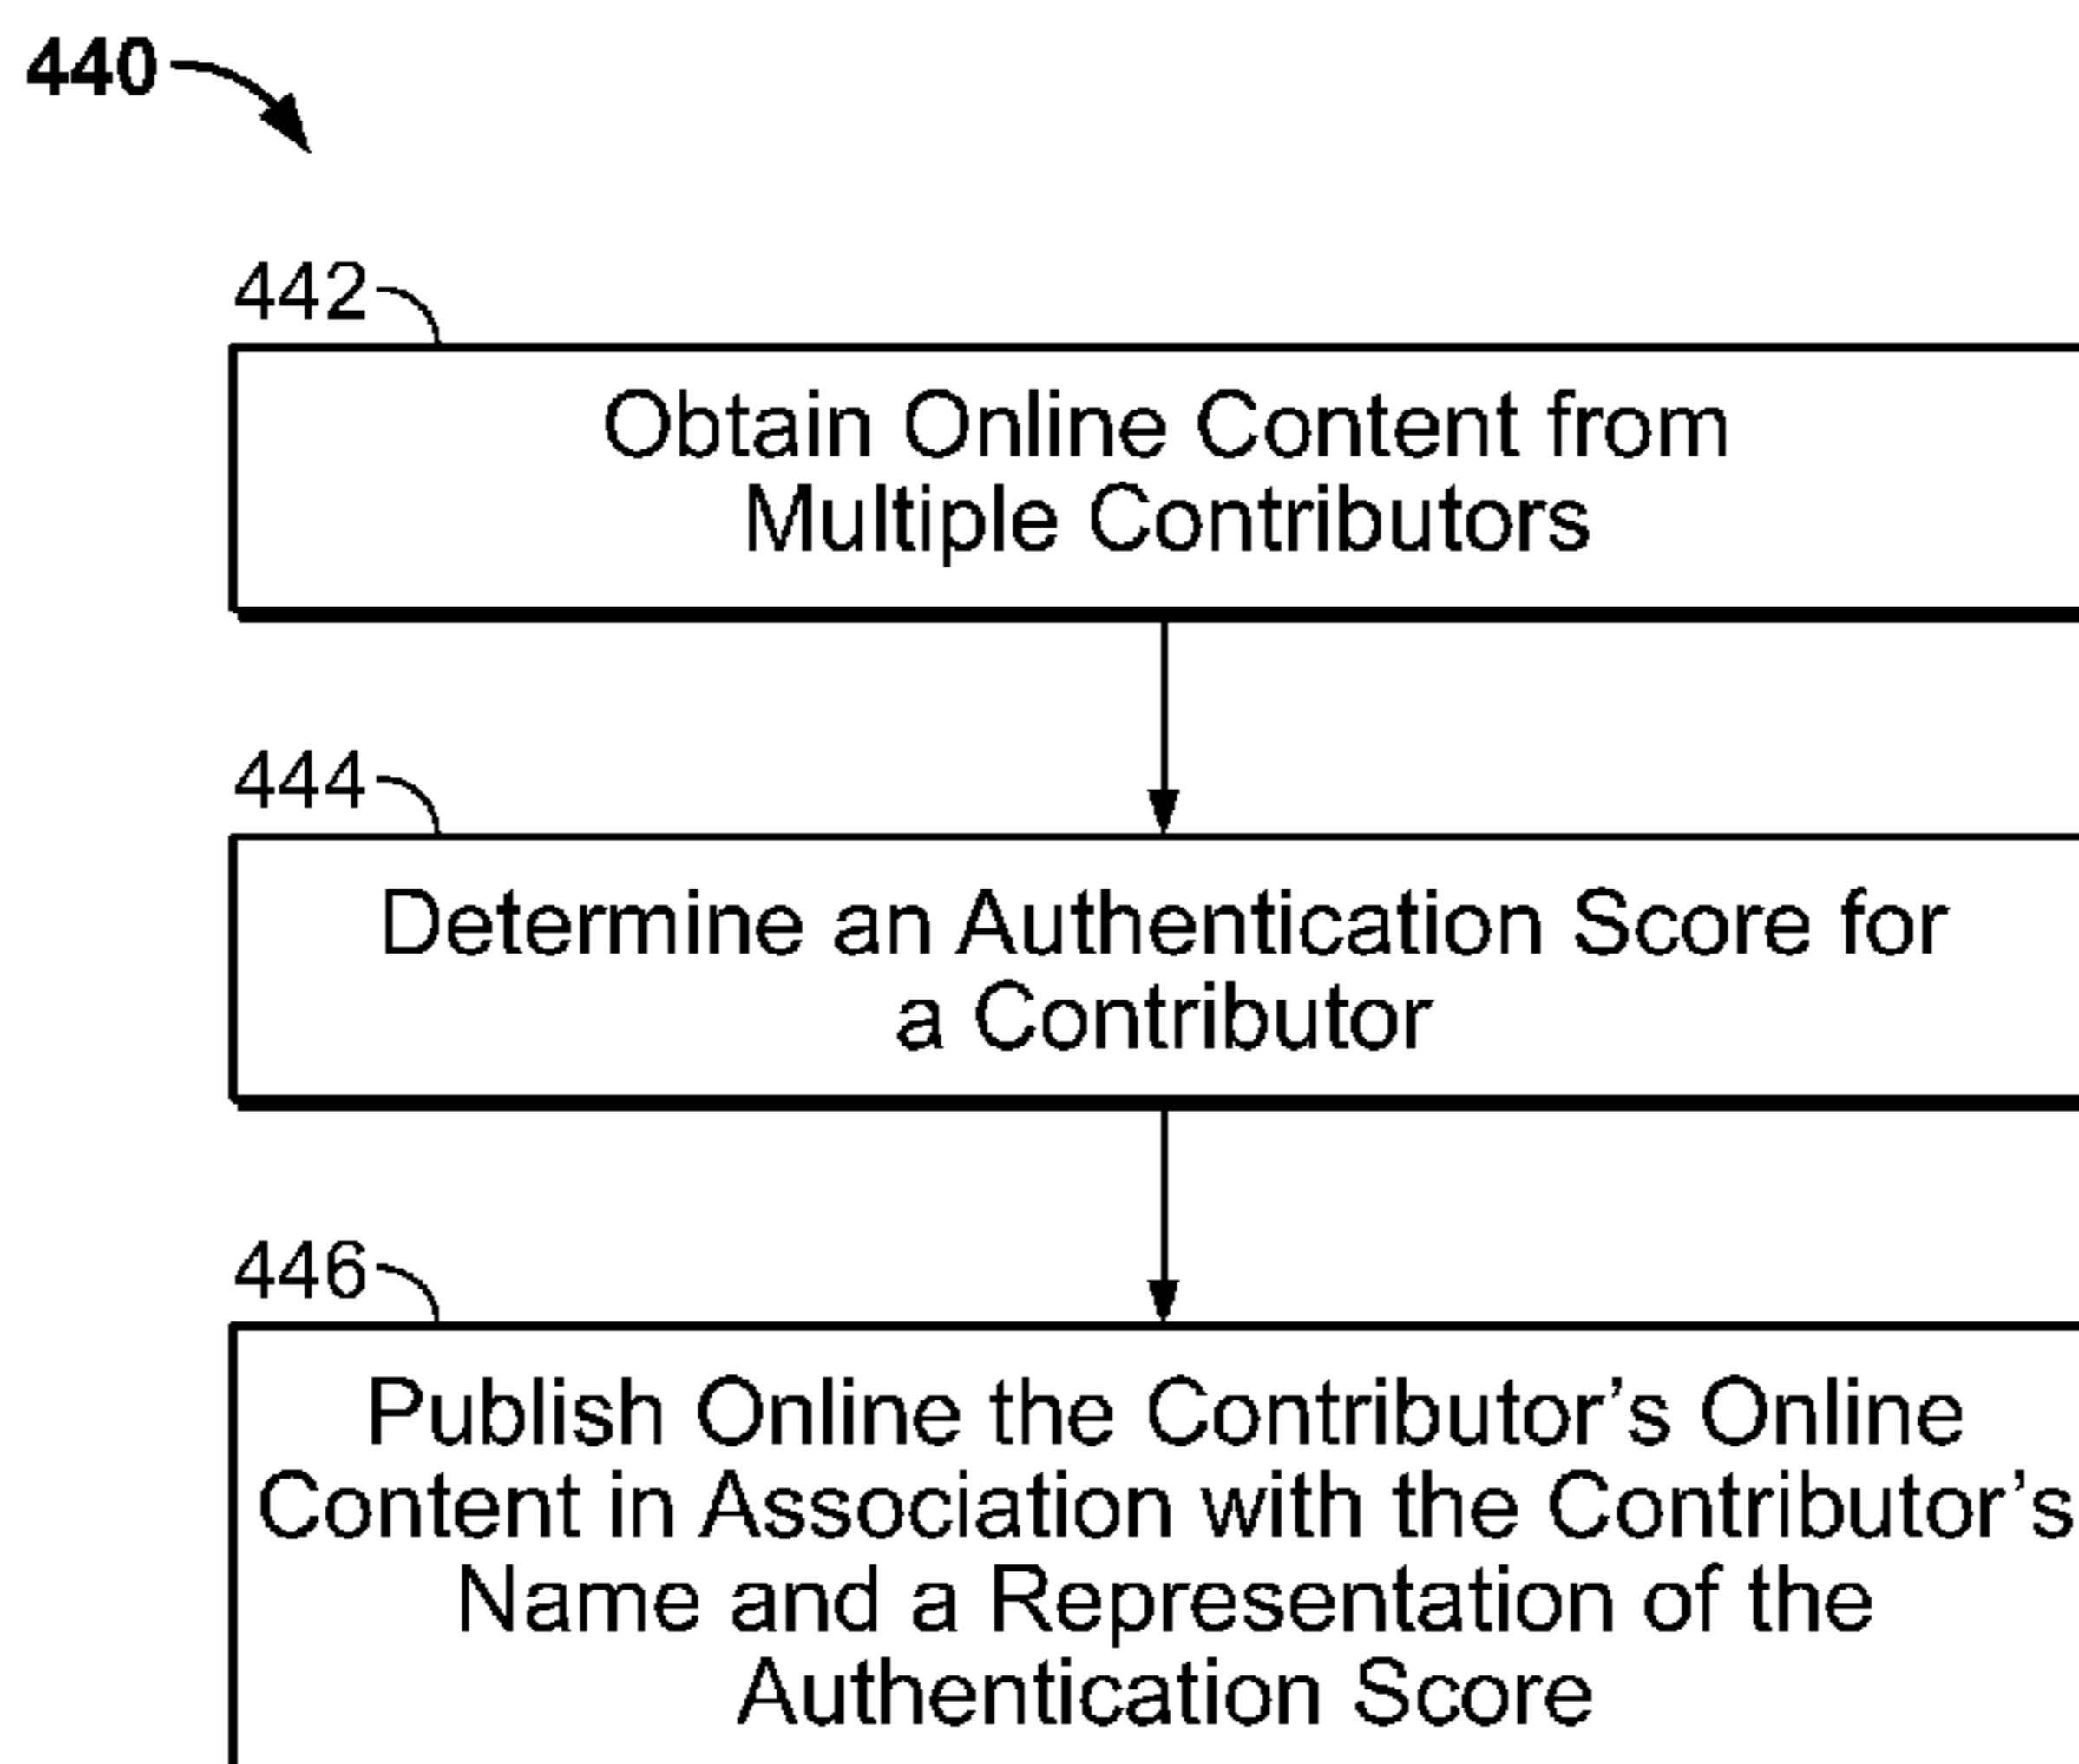 440
442
Obtain Online Content from
Multiple Contributors
444
Determine an Authentication Score for
a Contributor
446
Publish Online the Contributor’s Online
Content in Association with the Contributor’s
Name and a Representation of the
Authentication Score